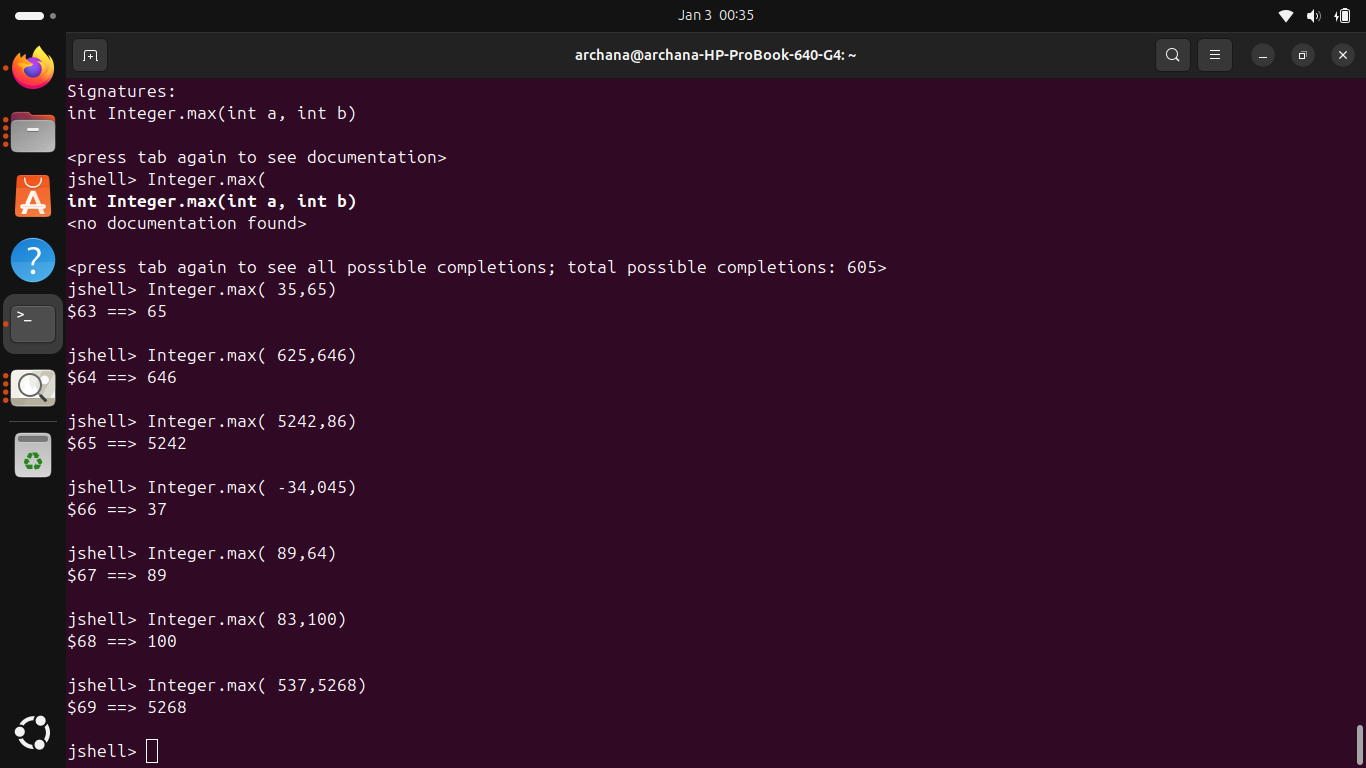 Jan 3 00:35
archana@archana-HP-ProBook-640-G4: ~
Signatures:
int Integer.max(int a, int b)
<press tab again to see documentation>
jshell> Integer.max(
int Integer.max(int a, int b)
<no documentation found>
<press tab again to see all possible completions; total possible completions: 605>
jshell> Integer.max( 35,65)
$63 ==> 65
jshell> Integer.max( 625,646)
$64 ==> 646
jshell> Integer.max( 5242,86)
$65 ==> 5242
jshell> Integer.max( -34,045)
$66 ==> 37
jshell> Integer.max( 89,64)
$67 ==> 89
jshell> Integer.max( 83,100)
$68 ==> 100
jshell> Integer.max( 537,5268)
$69 ==> 5268
jshell>